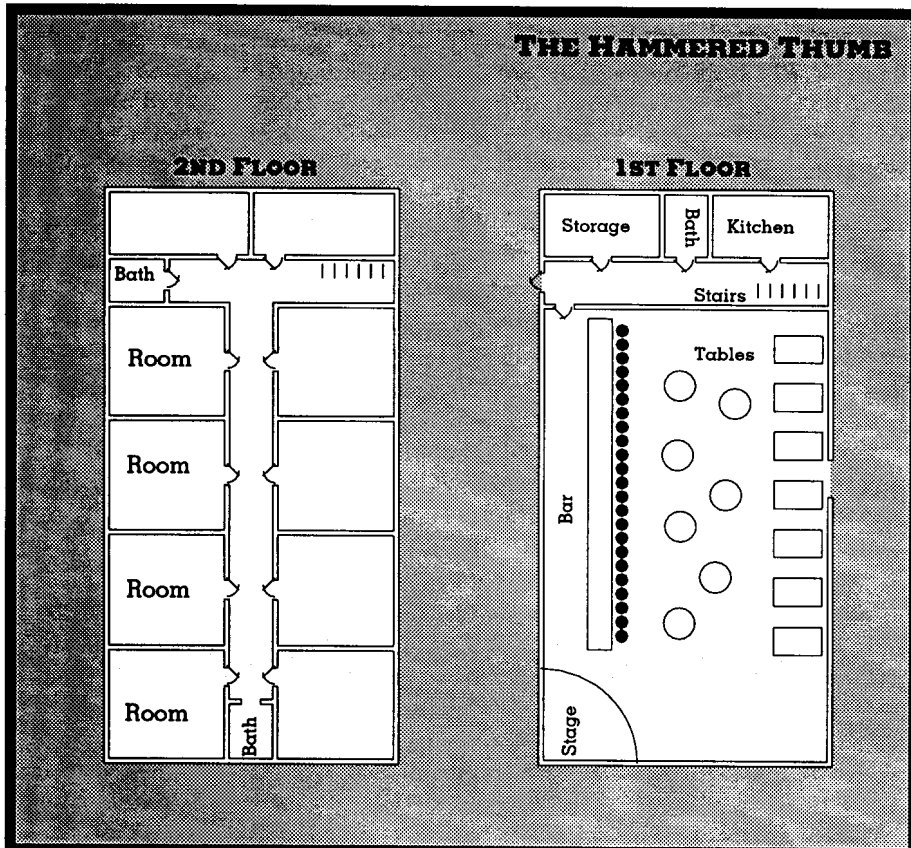 THE HAMMERED THUMB
2ND FLOOR
Bath
Room
Room
Room
Room
Bath
1ST FLOOR
Storage
Bath
Kitchen
Stairs
Tables
Bar
Stage